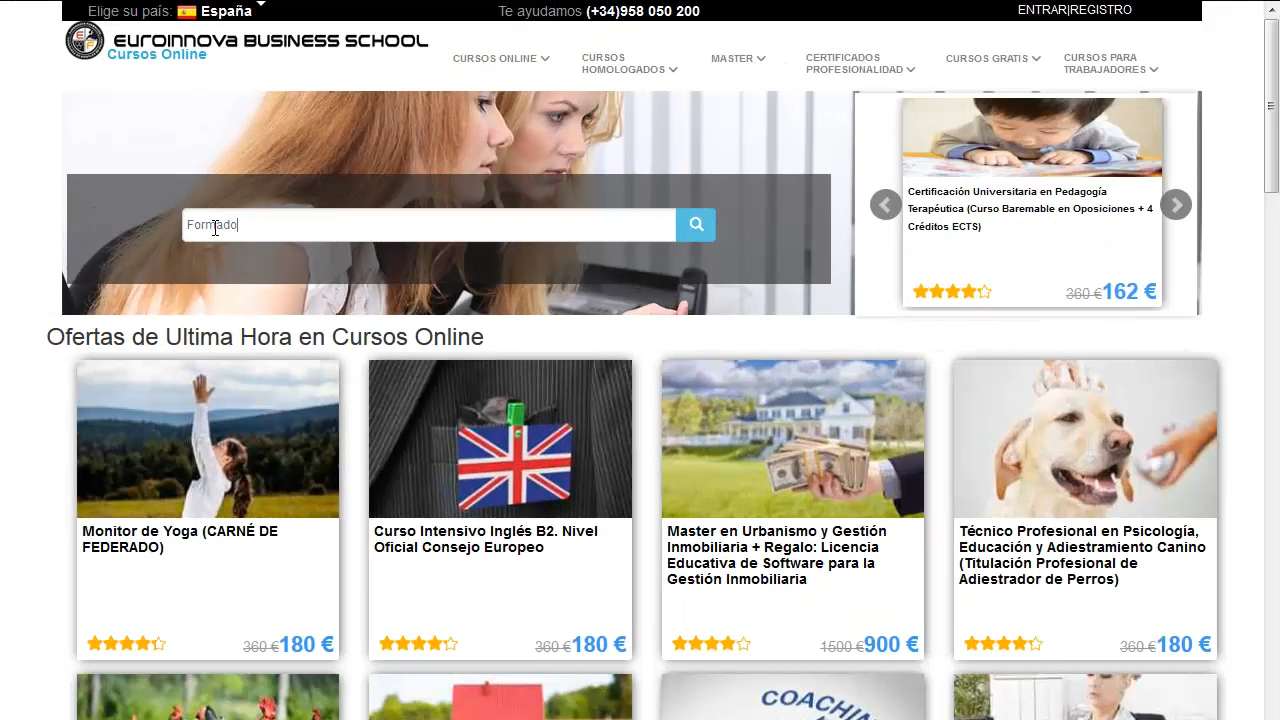 Elige su país: España
Te ayudamos (+34)958 050 200
ENTRAR|REGISTRO
EUROINNOVA BUSINESS SCHOOL
Cursos Online
CURSOS ONLINE
CURSOS
HOMOLOGADOS
MASTER
CERTIFICADOS
PROFESIONALIDAD
CURSOS GRATIS
CURSOS PARA
TRABAJADORES
Formado
Certificación Universitaria en Pedagogía
Terapéutica (Curso Baremable en Oposiciones + 4
Créditos ECTS)
360 € 162 €
Ofertas de Ultima Hora en Cursos Online
Monitor de Yoga (CARNÉ DE
FEDERADO)
360 € 180 €
Curso Intensivo Inglés B2. Nivel
Oficial Consejo Europeo
360 € 180 €
Master en Urbanismo y Gestión
Inmobiliaria + Regalo: Licencia
Educativa de Software para la
Gestión Inmobiliaria
1500 € 900 €
Técnico Profesional en Psicología,
Educación y Adiestramiento Canino
(Titulación Profesional de
Adiestrador de Perros)
360 € 180 €